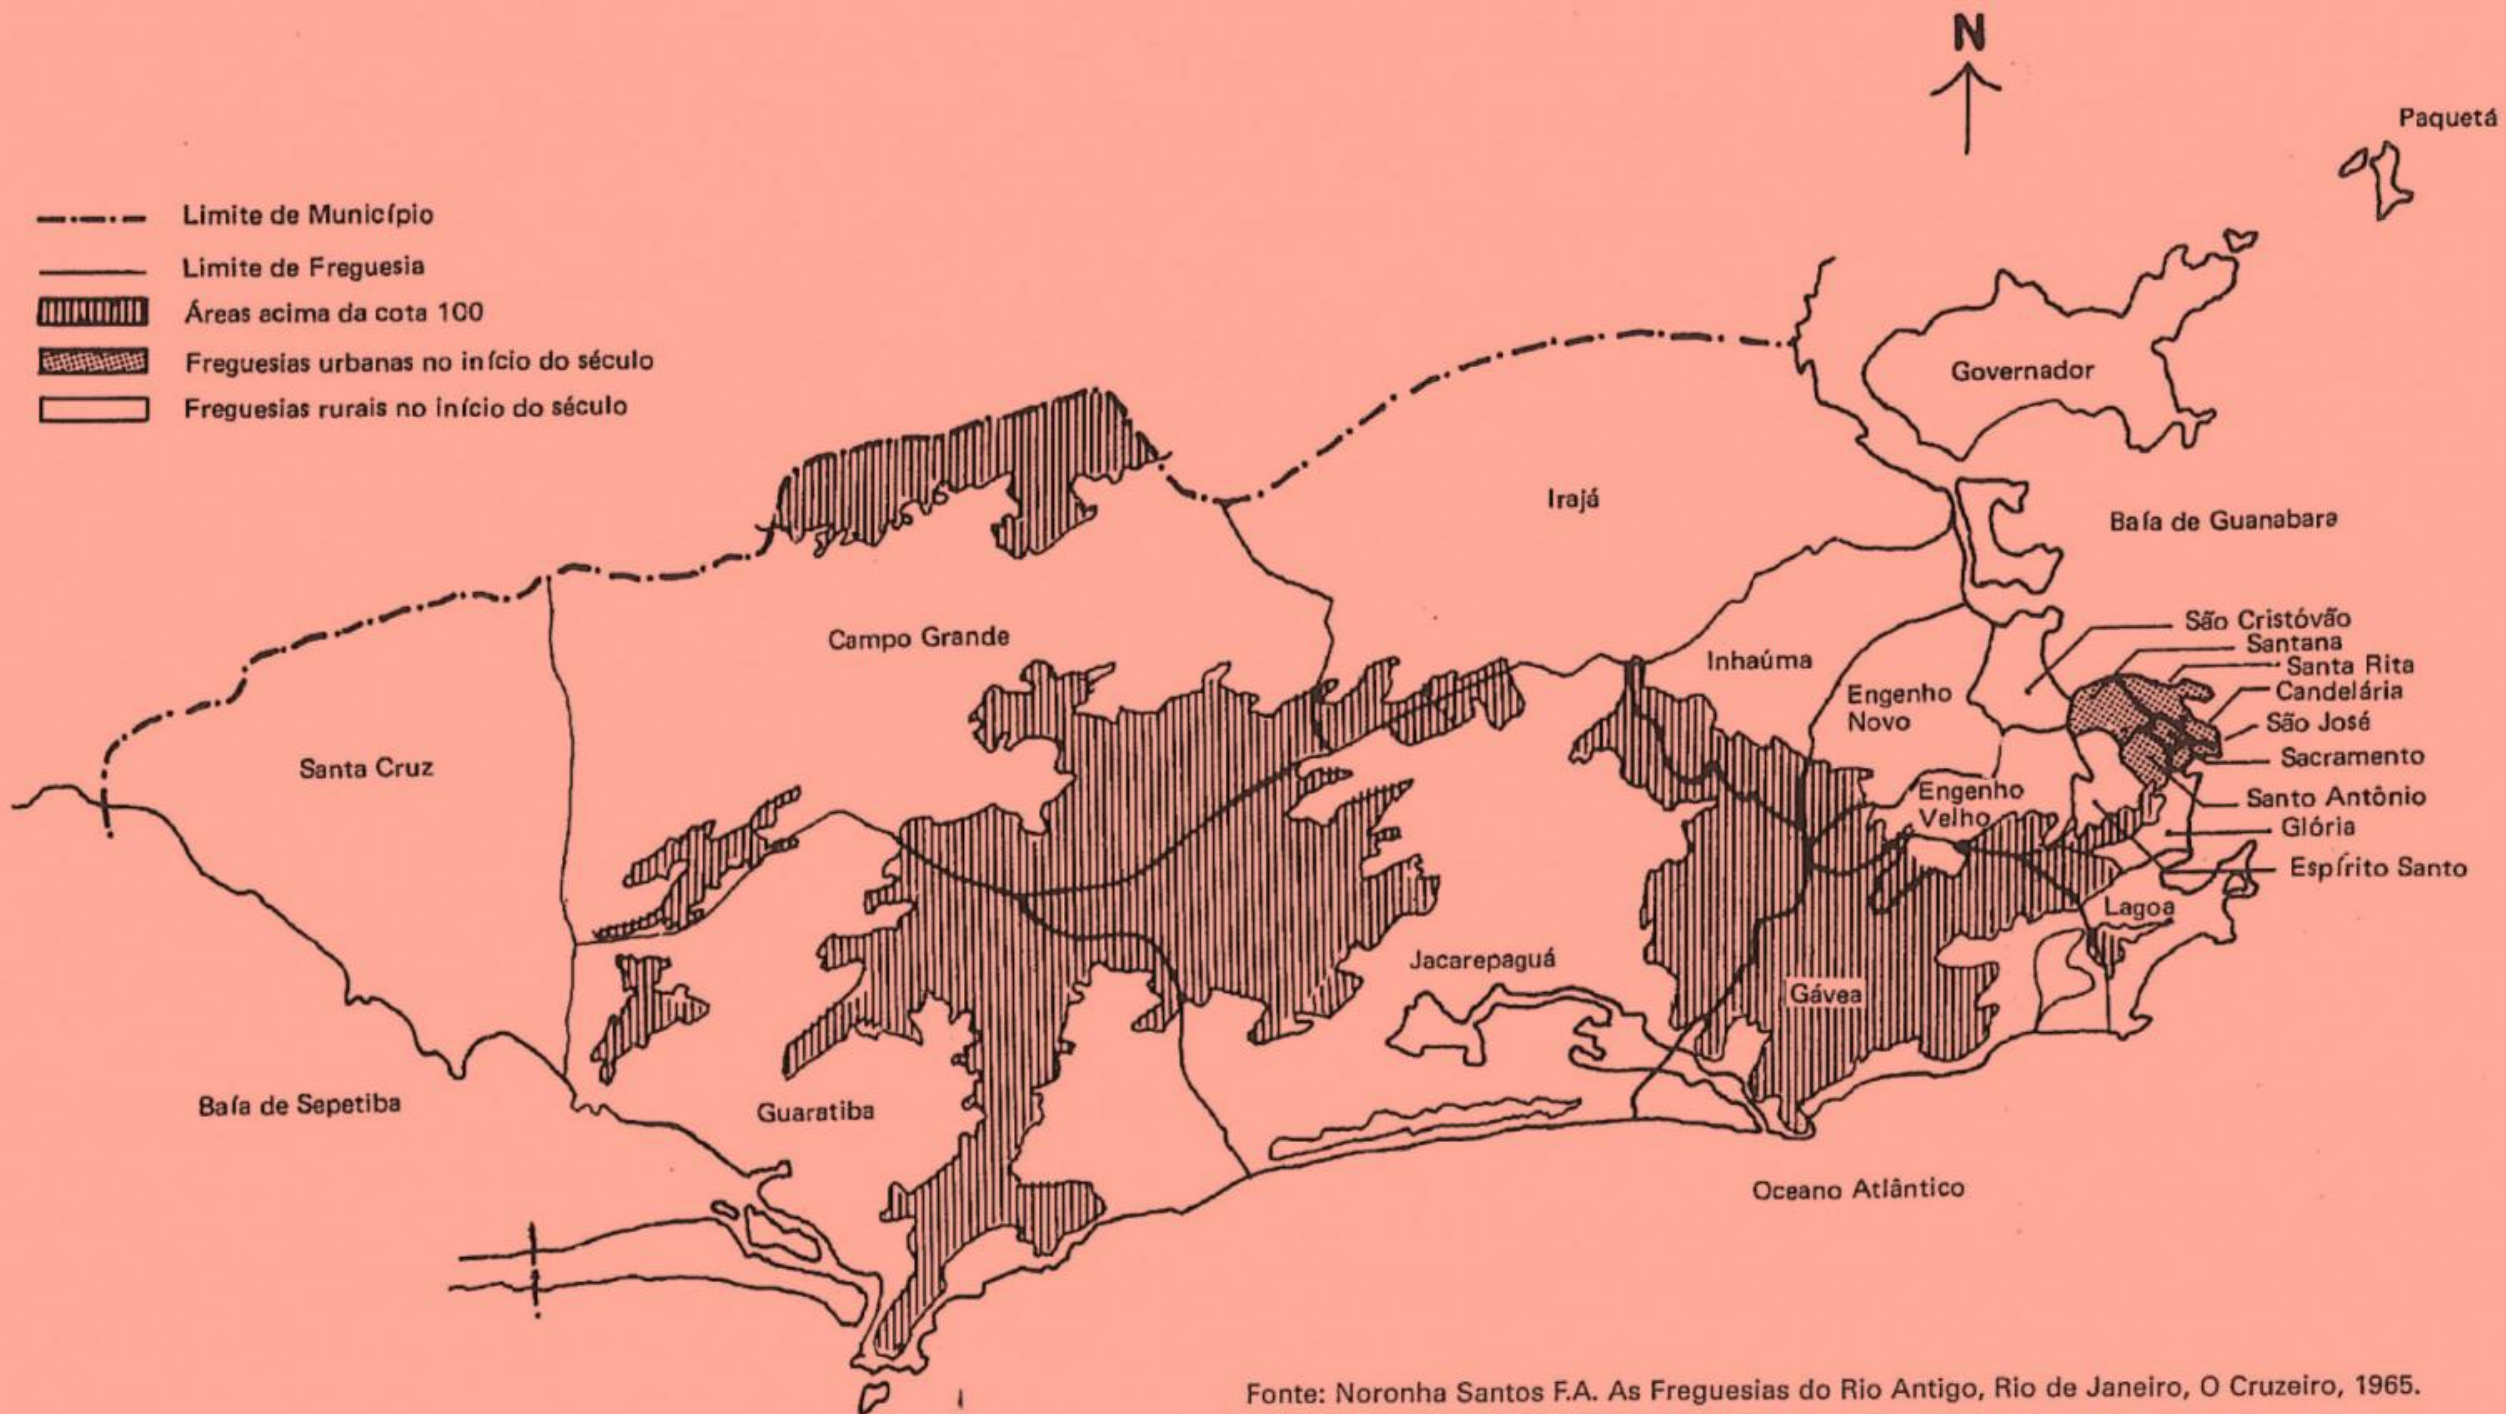 N
Paquetá
Limite de Município
Limite de Freguesia
Áreas acima da cota 100
Freguesias urbanas no início do século
Freguesias rurais no início do século
Governador
Irajá
Baía de Guanabara
Campo Grande
Inhaúma
São Cristóvão
Santana
Santa Rita
Candelária
São José
Sacramento
Santo Antônio
Glória
Espírito Santo
Engenho
Novo
Santa Cruz
Engenho
Velho
Lagoa
Jacarepaguá
Gávea
Baía de Sepetiba
Guaratiba
Oceano Atlântico
Fonte: Noronha Santos F.A. As Freguesias do Rio Antigo, Rio de Janeiro, O Cruzeiro, 1965.